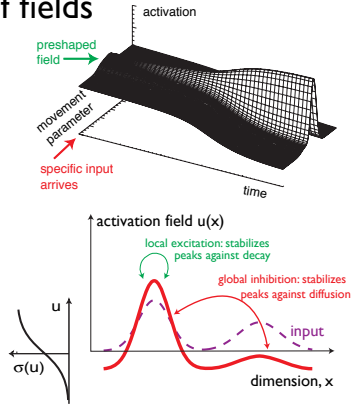 f fields
activation
preshaped
field
movement
parameter
specific input
arrives
time
activation field u(x)
local excitation: stabilizes
peaks against decay
global inhibition: stabilizes
peaks against diffusion
u
input
σ(u)
dimension, x